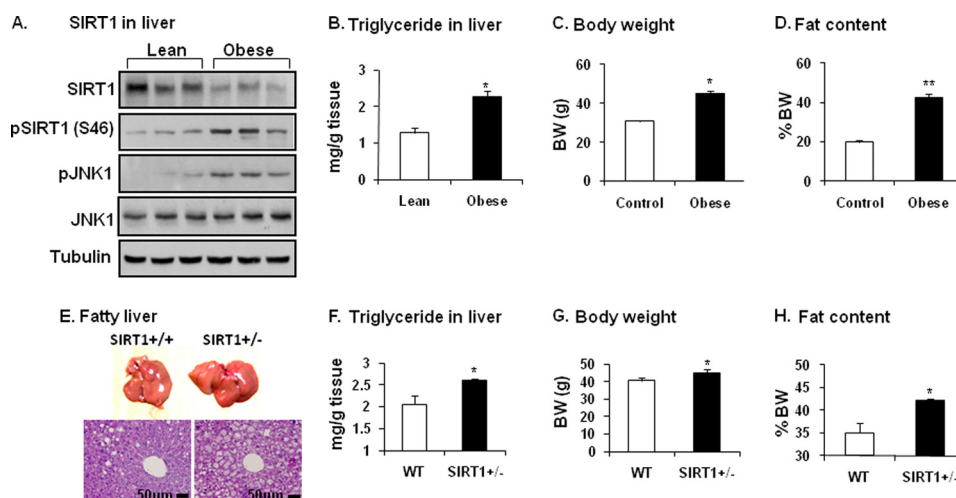 A. SIRT1 in liver
Lean Obese
SIRT1
pSIRT1 (S46)
pJNK1
JNK1
Tubulin
B. Triglyceride in liver
mg/g tissue
3
2
1
0
*
Lean Obese
C. Body weight
BW (g)
60
40
20
0
*
Control Obese
D. Fat content
% BW
60
40
20
0
**
Control Obese
E. Fatty liver
SIRT1+/+ SIRT1+/-
50µm 50µm
F. Triglyceride in liver
mg/g tissue
3
2.5
2
1.5
1
*
WT SIRT1+/-
G. Body weight
BW (g)
50
40
30
20
10
0
*
WT SIRT1+/-
H. Fat content
% BW
45
40
35
30
*
WT SIRT1+/-